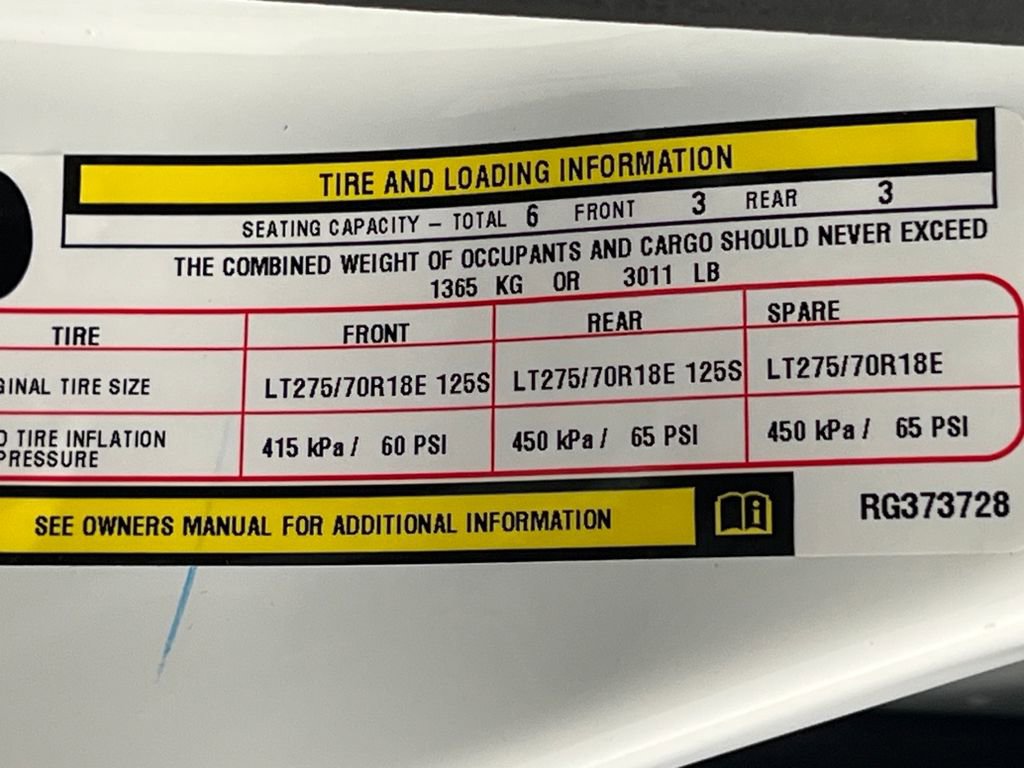 TIRE AND LOADING INFORMATION
SEATING CAPACITY – TOTAL 6 FRONT 3 REAR 3
THE COMBINED WEIGHT OF OCCUPANTS AND CARGO SHOULD NEVER EXCEED
1365 KG OR 3011 LB
TIRE FRONT REAR SPARE
GINAL TIRE SIZE LT275/70R18E 125S LT275/70R18E 125S LT275/70R18E
D TIRE INFLATION
PRESSURE 415 kPa / 60 PSI 450 kPa / 65 PSI 450 kPa / 65 PSI
SEE OWNERS MANUAL FOR ADDITIONAL INFORMATION
RG373728